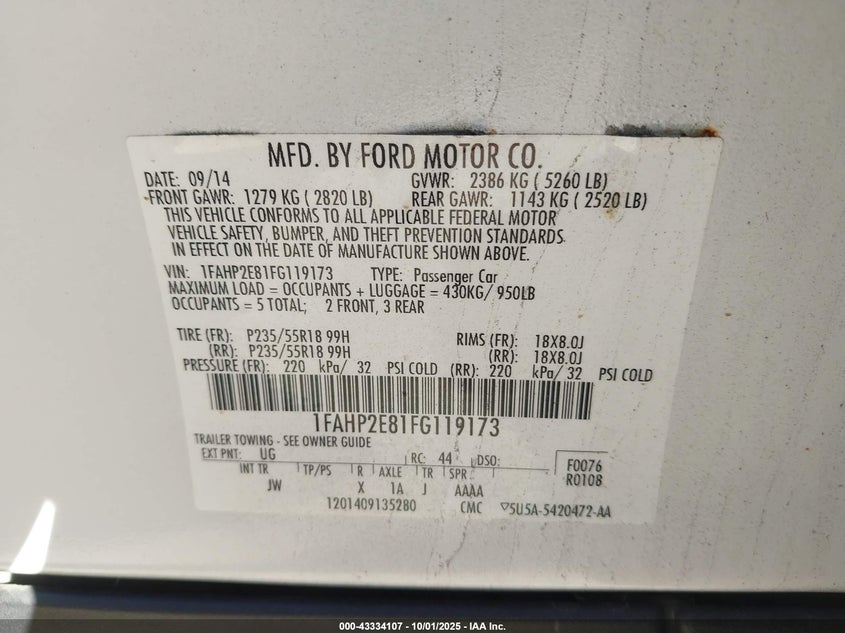 MFD. BY FORD MOTOR CO.
DATE: 09/14 GVWR: 2386 KG ( 5260 LB)
FRONT GAWR: 1279 KG ( 2820 LB) REAR GAWR: 1143 KG ( 2520 LB)
THIS VEHICLE CONFORMS TO ALL APPLICABLE FEDERAL MOTOR
VEHICLE SAFETY, BUMPER, AND THEFT PREVENTION STANDARDS
IN EFFECT ON THE DATE OF MANUFACTURE SHOWN ABOVE.
VIN: 1FAHP2E81FG119173 TYPE: Passenger Car
MAXIMUM LOAD = OCCUPANTS + LUGGAGE = 430KG/ 950LB
OCCUPANTS = 5 TOTAL; 2 FRONT, 3 REAR
TIRE (FR): P235/55R18 99H RIMS (FR): 18X8.0J
(RR): P235/55R18 99H (RR): 18X8.0J
PRESSURE (FR): 220 kPa/ 32 PSI COLD (RR): 220 kPa/ 32 PSI COLD
1FAHP2E81FG119173
TRAILER TOWING - SEE OWNER GUIDE
EXT PNT: UG RC: 44 DSO: F0076
INT TR TP/PS R AXLE TR SPR R0108
JW X 1A J AAAA
1201409135280 CMC 5U5A-5420472-AA
000-43334107 - 10/01/2025 - IAA Inc.